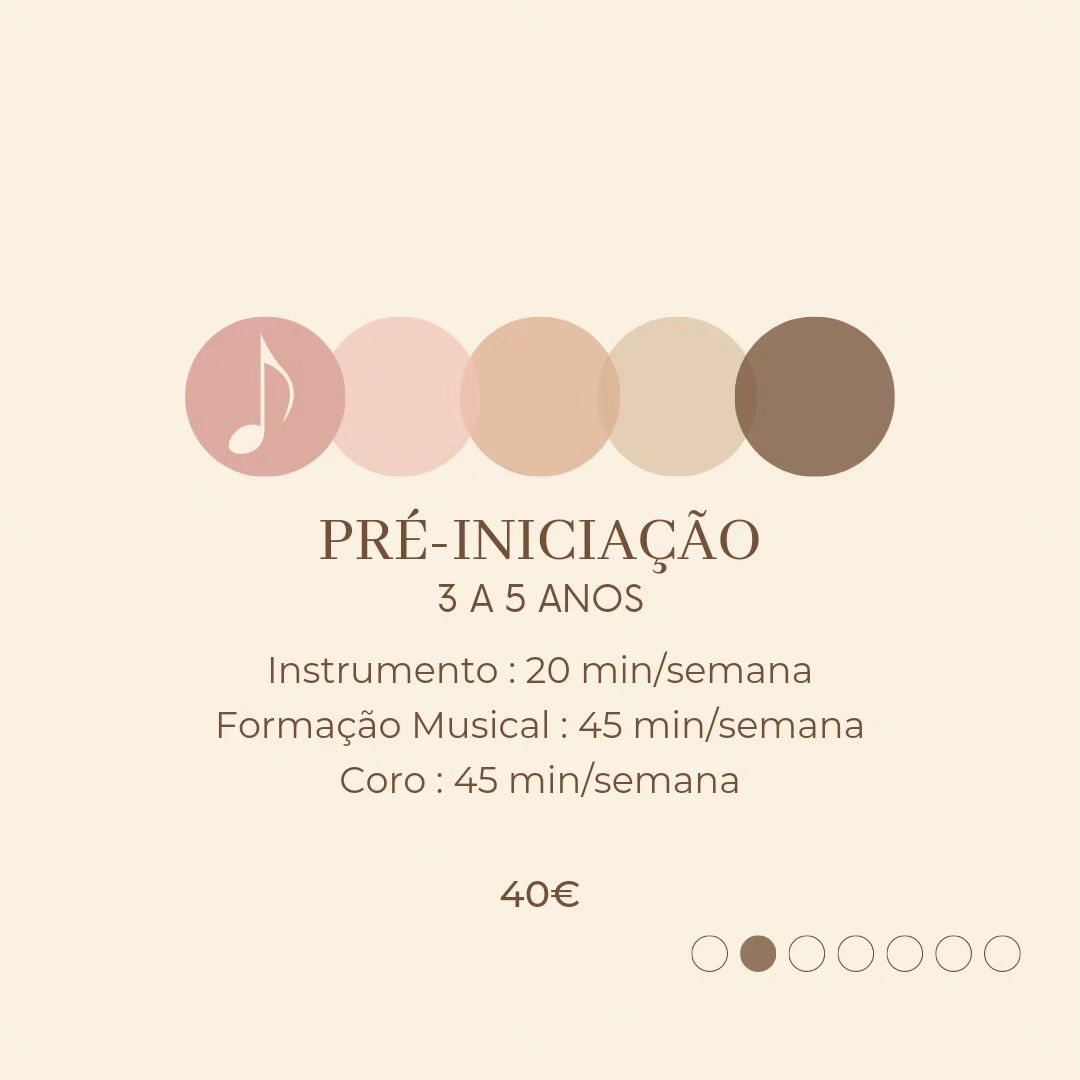 PRÉ-INICIAÇÃO
3 A 5 ANOS
Instrumento : 20 min/semana
Formação Musical : 45 min/semana
Coro : 45 min/semana
40€